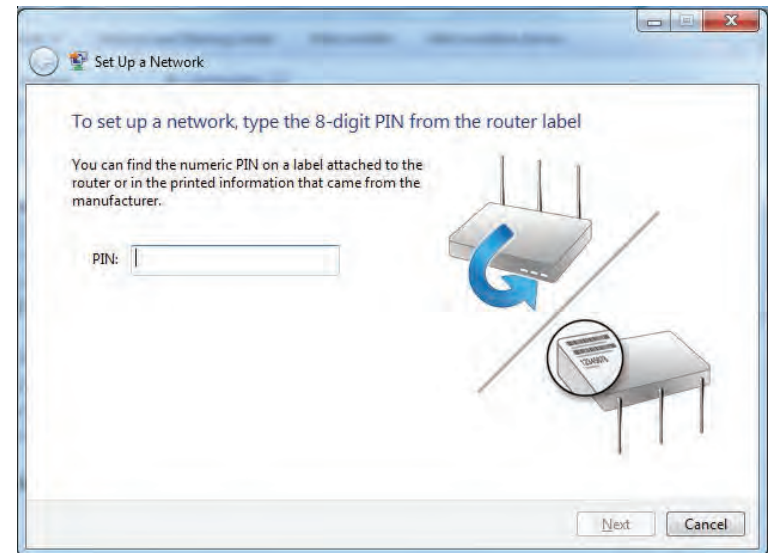 Set Up a Network
To set up a network, type the 8-digit PIN from the router label
You can find the numeric PIN on a label attached to the
router or in the printed information that came from the
manufacturer.
PIN:
12345678
Next
Cancel